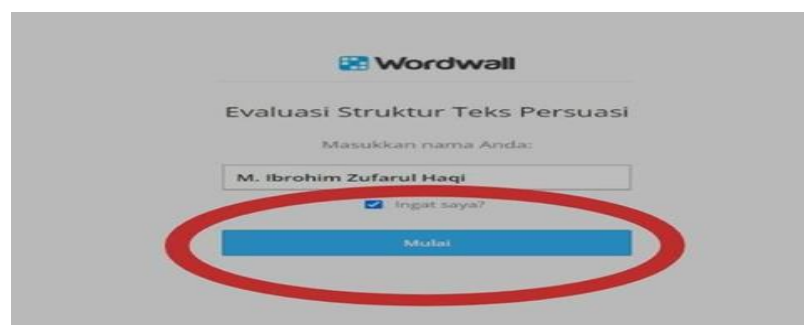 Wordwall
Evaluasi Struktur Teks Persuasi
Masukkan nama Anda:
M. Ibrohim Zufarul Haqi
Ingat saya?
Mulai